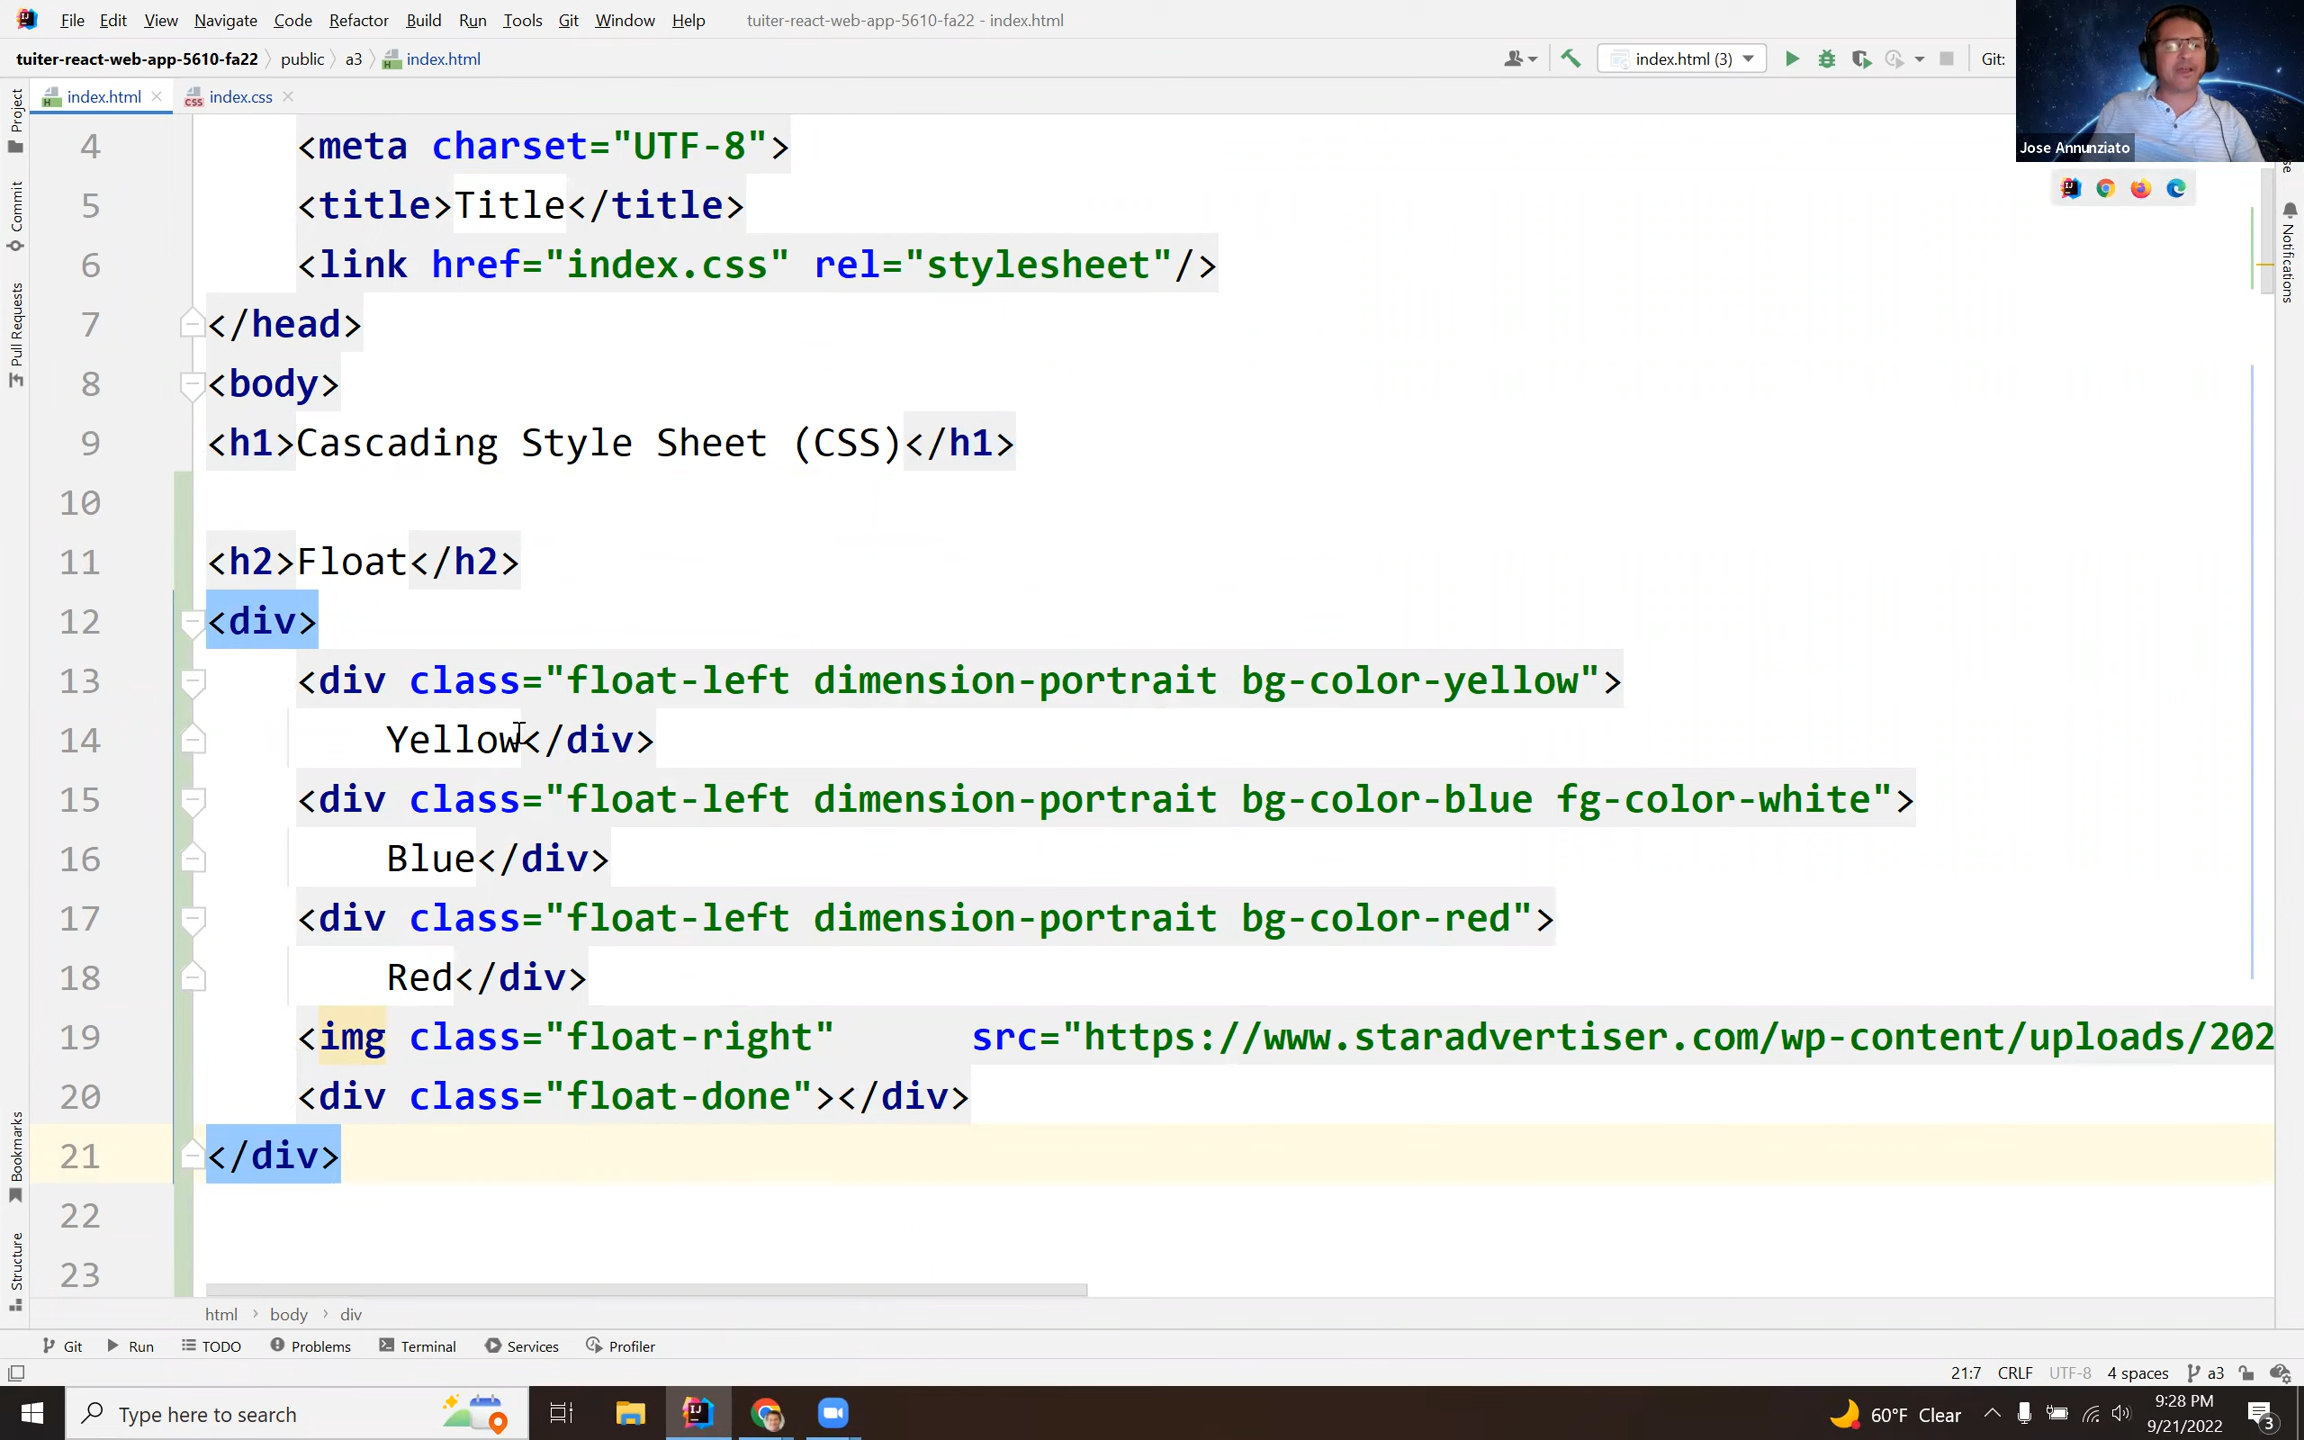 File Edit View Navigate Code Refactor Build Run Tools Git Window Help tuiter-react-web-app-5610-fa22 - index.html
tuiter-react-web-app-5610-fa22 public a3 index.html index.html (3) Git:
Jose Annunziato
index.html index.css
Project
Commit
Pull Requests
Bookmarks
Structure
Notifications
4 <meta charset="UTF-8">
5 <title>Title</title>
6 <link href="index.css" rel="stylesheet"/>
7 </head>
8 <body>
9 <h1>Cascading Style Sheet (CSS)</h1>
10
11 <h2>Float</h2>
12 <div>
13 <div class="float-left dimension-portrait bg-color-yellow">
14 Yellow</div>
15 <div class="float-left dimension-portrait bg-color-blue fg-color-white">
16 Blue</div>
17 <div class="float-left dimension-portrait bg-color-red">
18 Red</div>
19 <img class="float-right" src="https://www.staradvertiser.com/wp-content/uploads/202
20 <div class="float-done"></div>
21 </div>
22
23
html body div
Git Run TODO Problems Terminal Services Profiler
21:7 CRLF UTF-8 4 spaces a3
Type here to search
60°F Clear
9:28 PM
9/21/2022
3